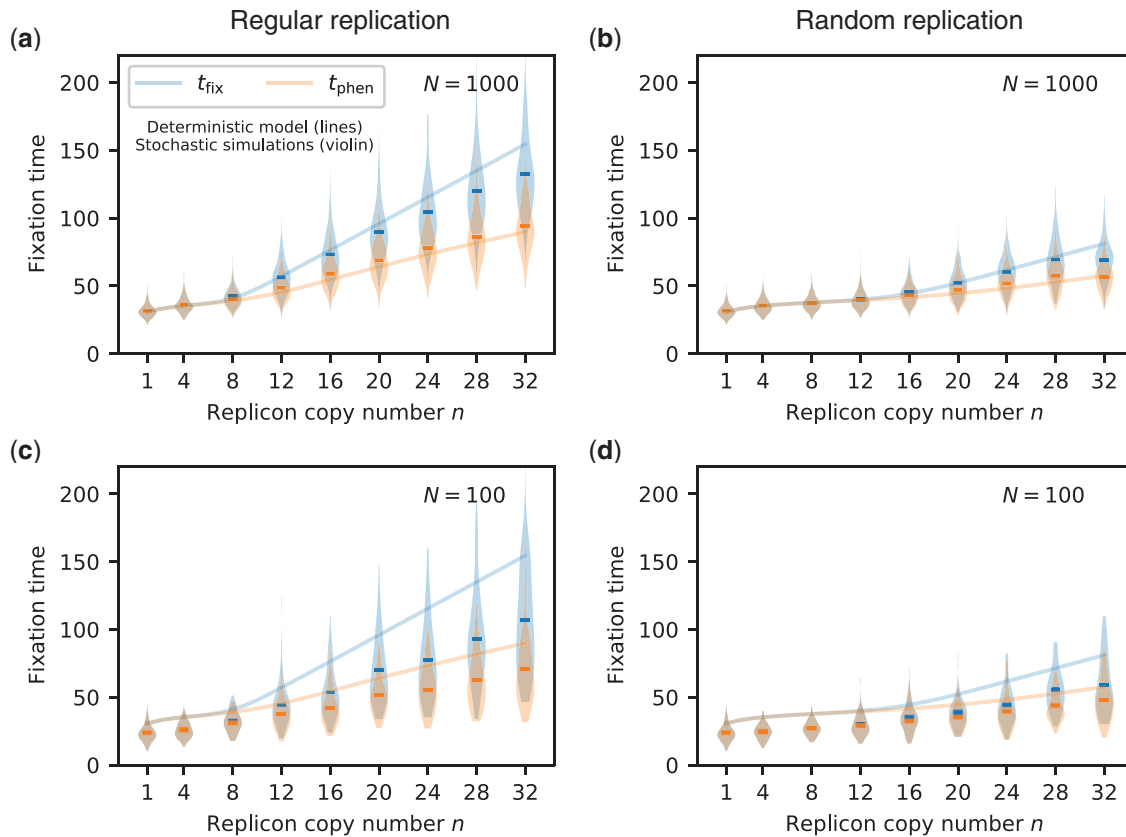 Regular replication
Random replication
(a)
(b)
t_fix t_phen
N = 1000
Deterministic model (lines)
Stochastic simulations (violin)
N = 1000
Fixation time
200
150
100
50
0
1 4 8 12 16 20 24 28 32
Replicon copy number n
Fixation time
200
150
100
50
0
1 4 8 12 16 20 24 28 32
Replicon copy number n
(c)
(d)
N = 100
N = 100
Fixation time
200
150
100
50
0
1 4 8 12 16 20 24 28 32
Replicon copy number n
Fixation time
200
150
100
50
0
1 4 8 12 16 20 24 28 32
Replicon copy number n